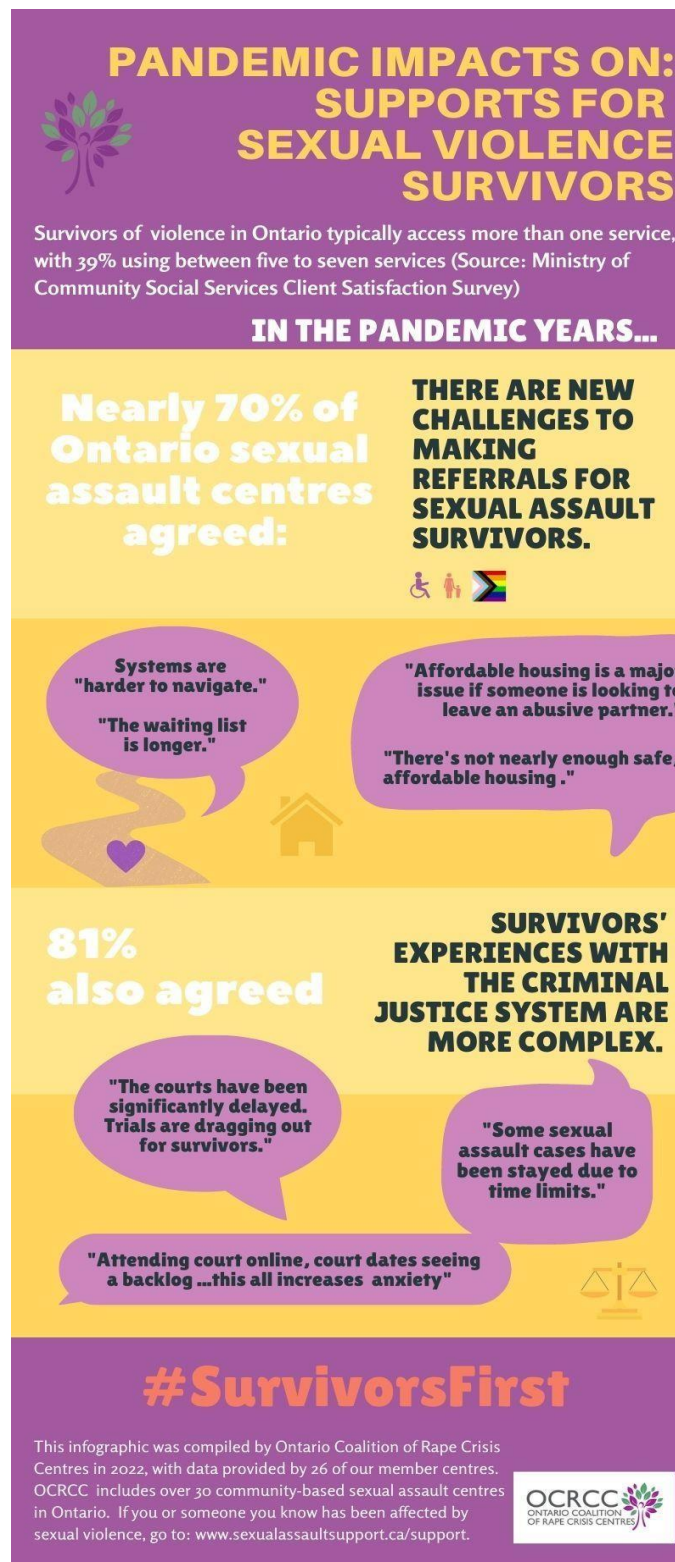 PANDEMIC IMPACTS ON:
SUPPORTS FOR
SEXUAL VIOLENCE
SURVIVORS
Survivors of violence in Ontario typically access more than one service,
with 39% using between five to seven services (Source: Ministry of
Community Social Services Client Satisfaction Survey)
IN THE PANDEMIC YEARS...
Nearly 70% of
Ontario sexual
assault centres
agreed:
THERE ARE NEW
CHALLENGES TO
MAKING
REFERRALS FOR
SEXUAL ASSAULT
SURVIVORS.
Systems are
"harder to navigate."
"The waiting list
is longer."
"Affordable housing is a majo
issue if someone is looking to
leave an abusive partner."
"There's not nearly enough safe,
affordable housing ."
81%
also agreed
SURVIVORS'
EXPERIENCES WITH
THE CRIMINAL
JUSTICE SYSTEM ARE
MORE COMPLEX.
"The courts have been
significantly delayed.
Trials are dragging out
for survivors."
"Some sexual
assault cases have
been stayed due to
time limits."
"Attending court online, court dates seeing
a backlog ...this all increases anxiety"
#SurvivorsFirst
This infographic was compiled by Ontario Coalition of Rape Crisis
Centres in 2022, with data provided by 26 of our member centres.
OCRCC includes over 30 community-based sexual assault centres
in Ontario. If you or someone you know has been affected by
sexual violence, go to: www.sexualassaultsupport.ca/support.
OCRCC
ONTARIO COALITION
OF RAPE CRISIS CENTRES